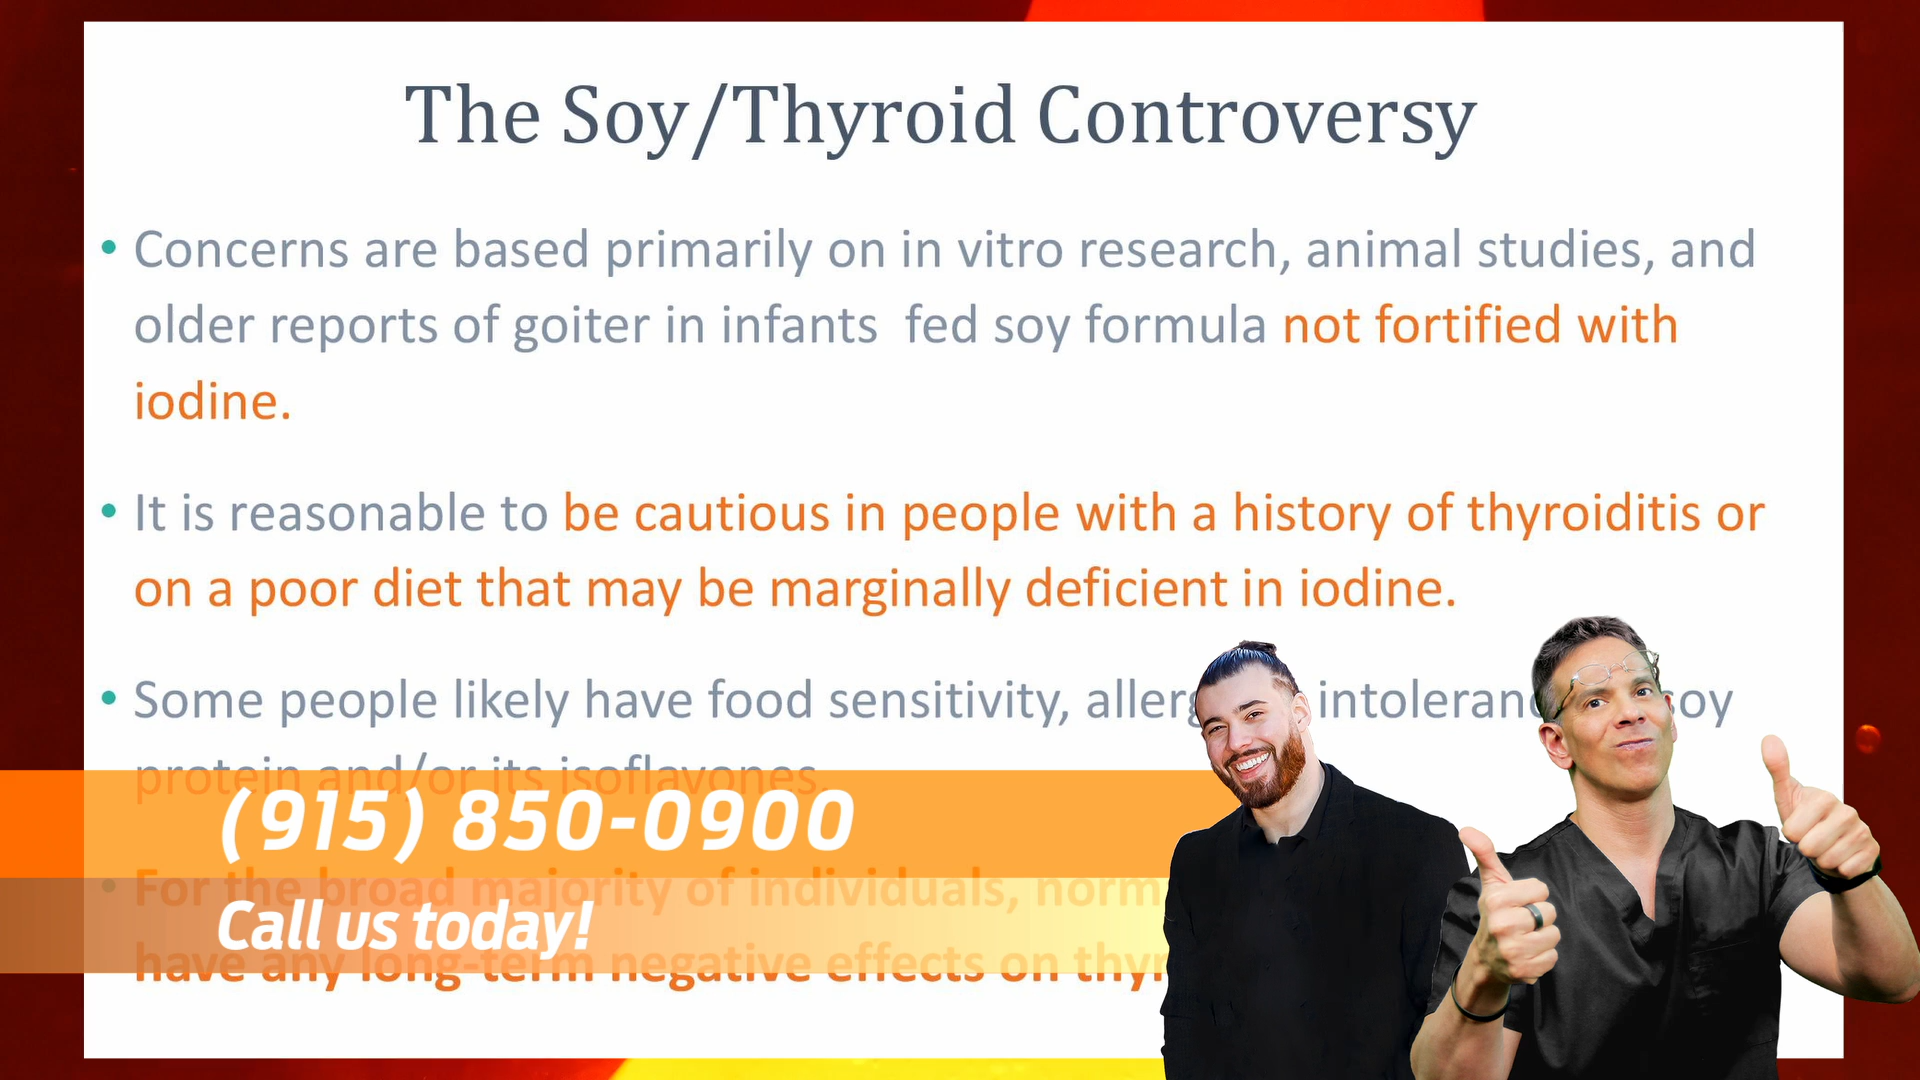 The Soy/Thyroid Controversy
• Concerns are based primarily on in vitro research, animal studies, and
older reports of goiter in infants fed soy formula not fortified with
iodine.
• It is reasonable to be cautious in people with a history of thyroiditis or
on a poor diet that may be marginally deficient in iodine.
• Some people likely have food sensitivity, intoleran soy
protein and/or its isoflavones.
(915) 850-0900
• For the broad majority of individuals,
Call us today!
have any long-term negative effects on